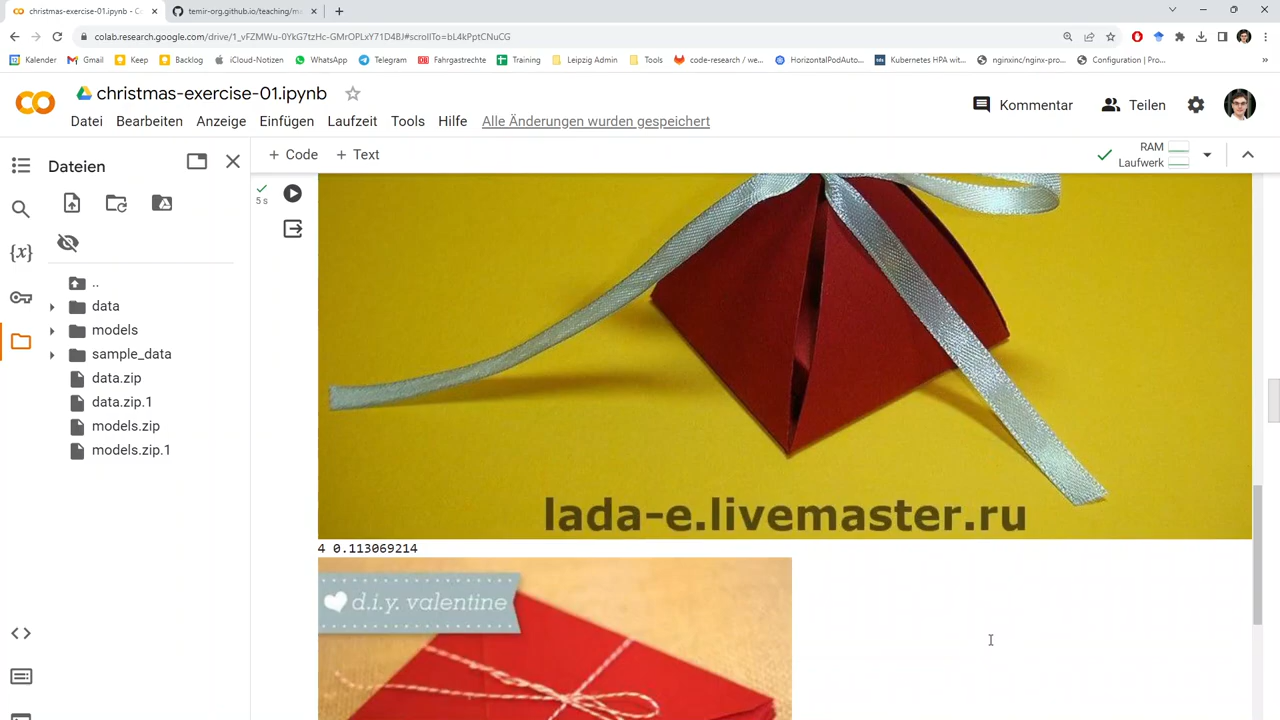 christmas-exercise-01.ipynb - C
temir-org.github.io/teaching/m
colab.research.google.com/drive/1_vFZMWu-0YkG7tzHc-GMrOPLxY71D4BJ#scrollTo=bL4kPptCNuCG
Kalender Gmail Keep Backlog iCloud-Notizen WhatsApp Telegram Fahrgastrechte Training Leipzig Admin Tools code-research / we... HorizontalPodAuto... Kubernetes HPA wit... nginxinc/nginx-pro... Configuration | Pro...
christmas-exercise-01.ipynb
Datei Bearbeiten Anzeige Einfügen Laufzeit Tools Hilfe Alle Änderungen wurden gespeichert
Kommentar Teilen
Dateien
+ Code + Text
RAM
Laufwerk
..
data
models
sample_data
data.zip
data.zip.1
models.zip
models.zip.1
5 s
lada-e.livemaster.ru
4 0.113069214
d.i.y. valentine